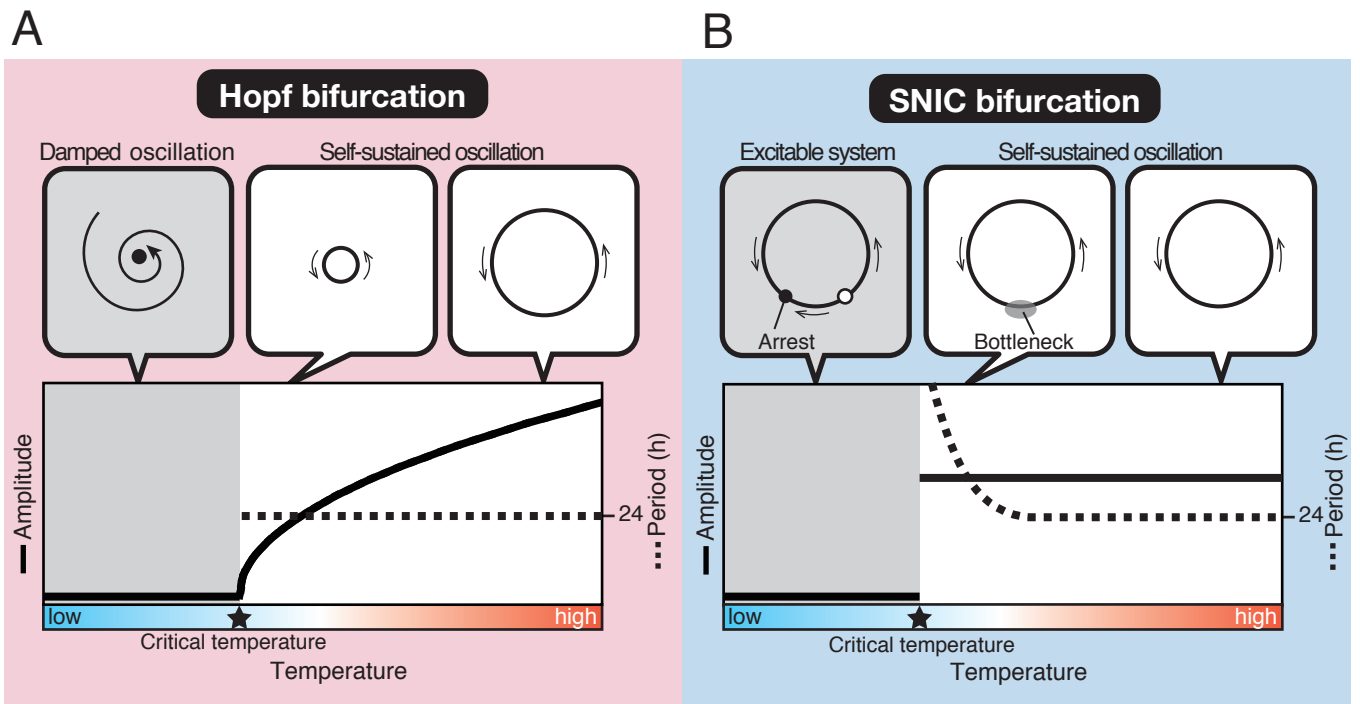 A
Hopf bifurcation
Damped oscillation
Self-sustained oscillation
Amplitude
24
Period (h)
low
high
Critical temperature
Temperature
B
SNIC bifurcation
Excitable system
Self-sustained oscillation
Arrest
Bottleneck
Amplitude
24
Period (h)
low
high
Critical temperature
Temperature